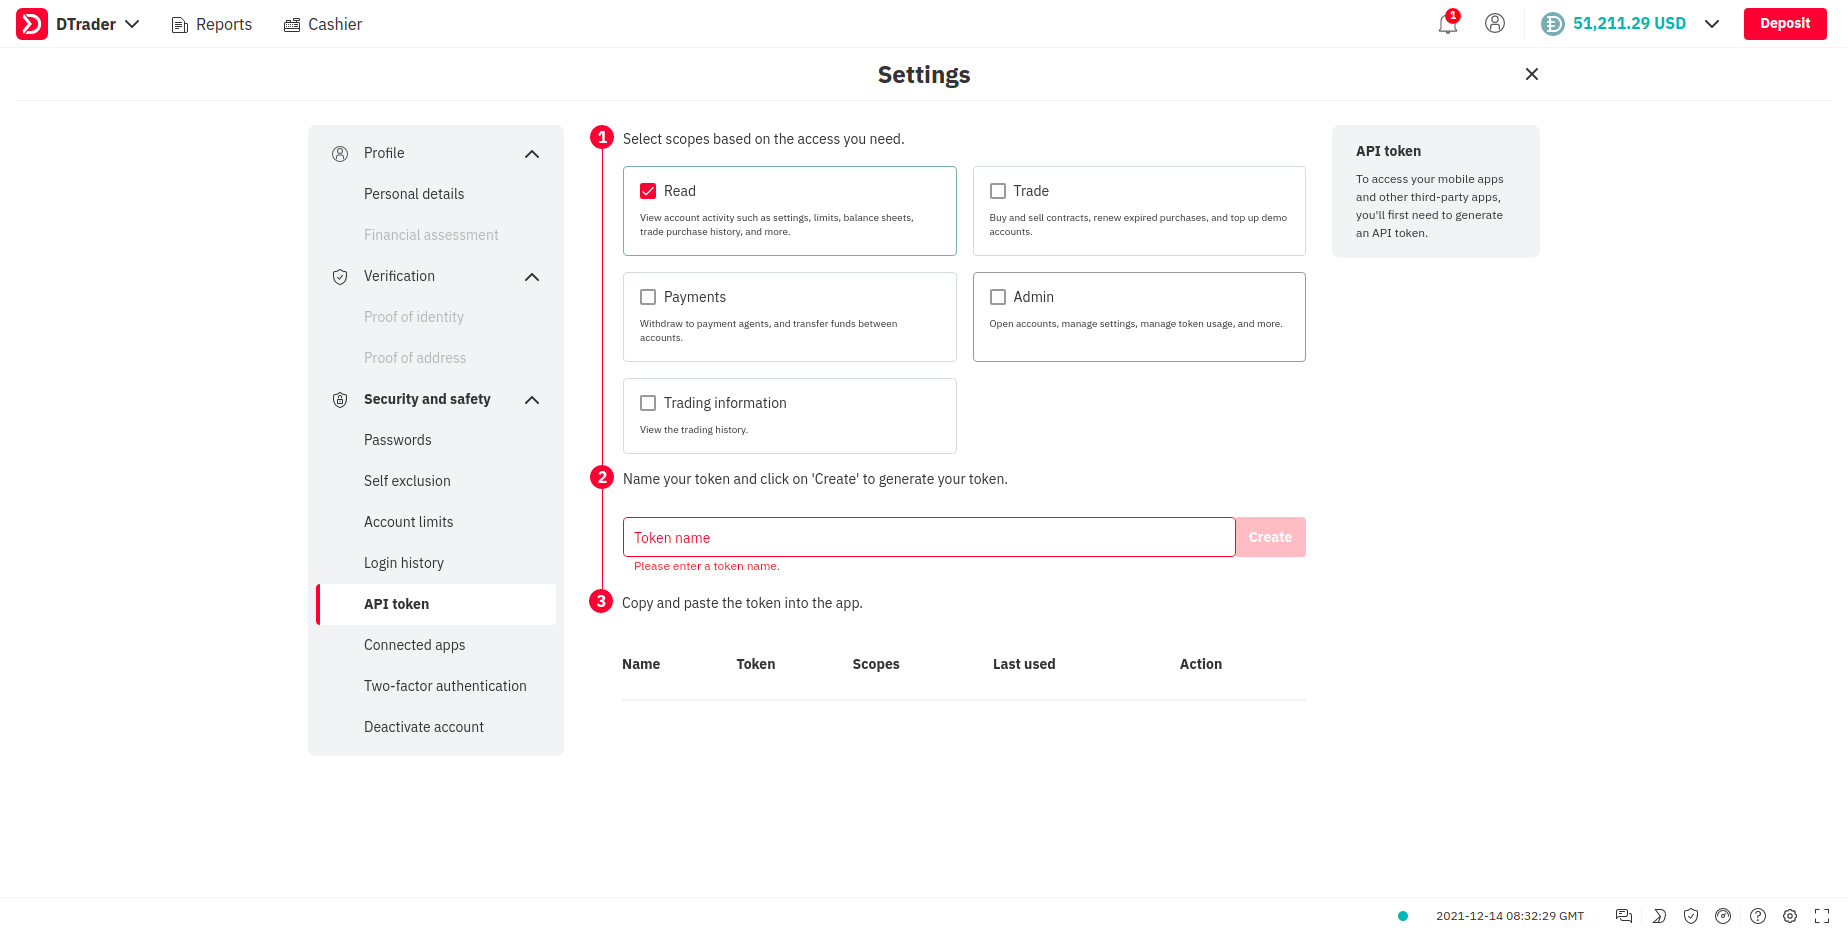 DTrader
Reports
Cashier
1
51,211.29 USD
Deposit
Settings
Profile
Personal details
Financial assessment
Verification
Proof of identity
Proof of address
Security and safety
Passwords
Self exclusion
Account limits
Login history
API token
Connected apps
Two-factor authentication
Deactivate account
1 Select scopes based on the access you need.
Read
View account activity such as settings, limits, balance sheets,
trade purchase history, and more.
Trade
Buy and sell contracts, renew expired purchases, and top up demo
accounts.
Payments
Withdraw to payment agents, and transfer funds between
accounts.
Admin
Open accounts, manage settings, manage token usage, and more.
Trading information
View the trading history.
2 Name your token and click on 'Create' to generate your token.
Token name
Create
Please enter a token name.
3 Copy and paste the token into the app.
Name Token Scopes Last used Action
API token
To access your mobile apps
and other third-party apps,
you'll first need to generate
an API token.
2021-12-14 08:32:29 GMT